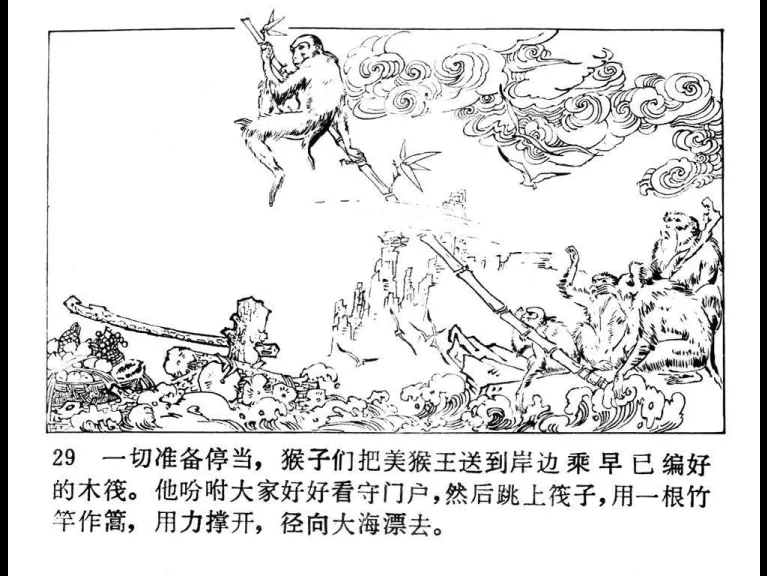 29 一切准备停当，猴子们把美猴王送到岸边乘早已编好
的木筏。他吩咐大家好好看守门户，然后跳上筏子，用一根竹
竿作篙，用力撑开，径向大海漂去。